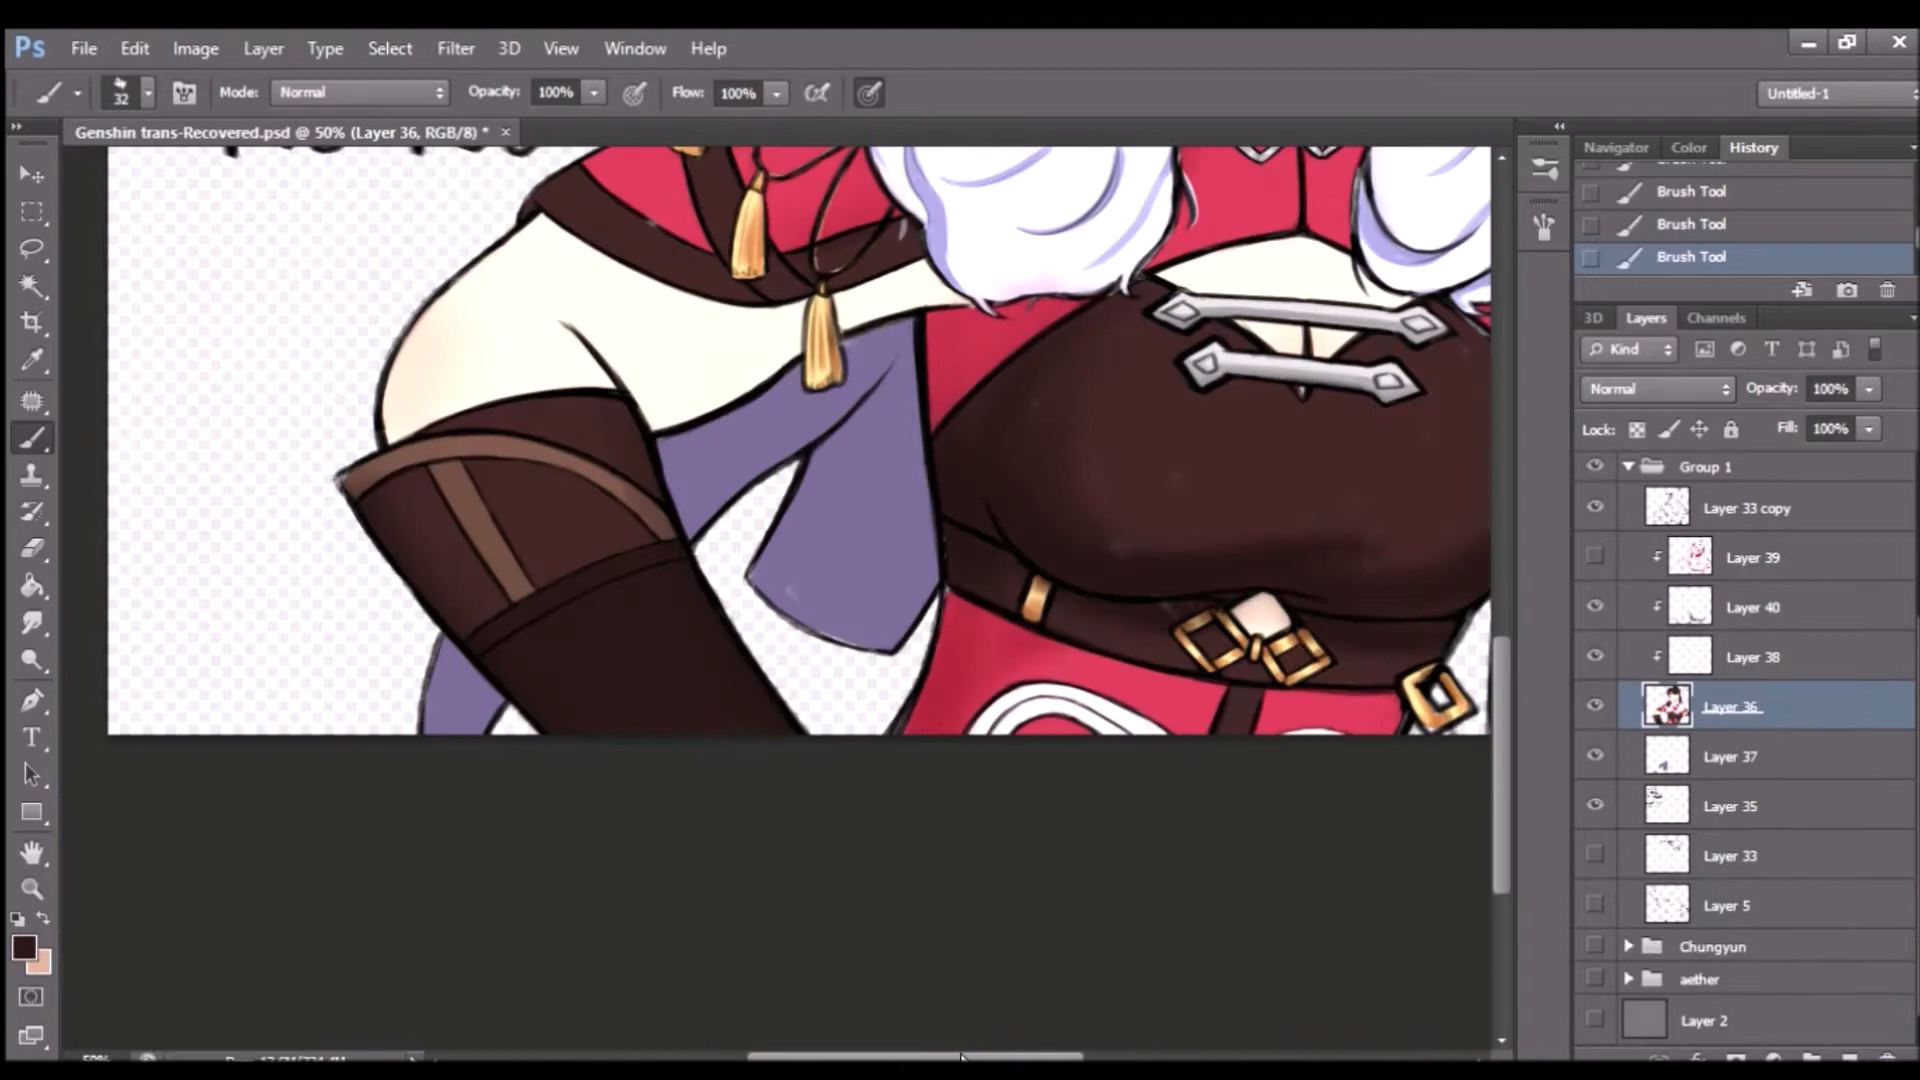 Ps File Edit Image Layer Type Select Filter 3D View Window Help
32 Mode: Normal Opacity: 100% Flow: 100% Untitled-1
Genshin trans-Recovered.psd @ 50% (Layer 36, RGB/8) * ×
Navigator Color History
Brush Tool
Brush Tool
Brush Tool
3D Layers Channels
Kind
Normal Opacity: 100%
Lock: Fill: 100%
Group 1
Layer 33 copy
Layer 39
Layer 40
Layer 38
Layer 36
Layer 37
Layer 35
Layer 33
Layer 5
Chungyun
aether
Layer 2